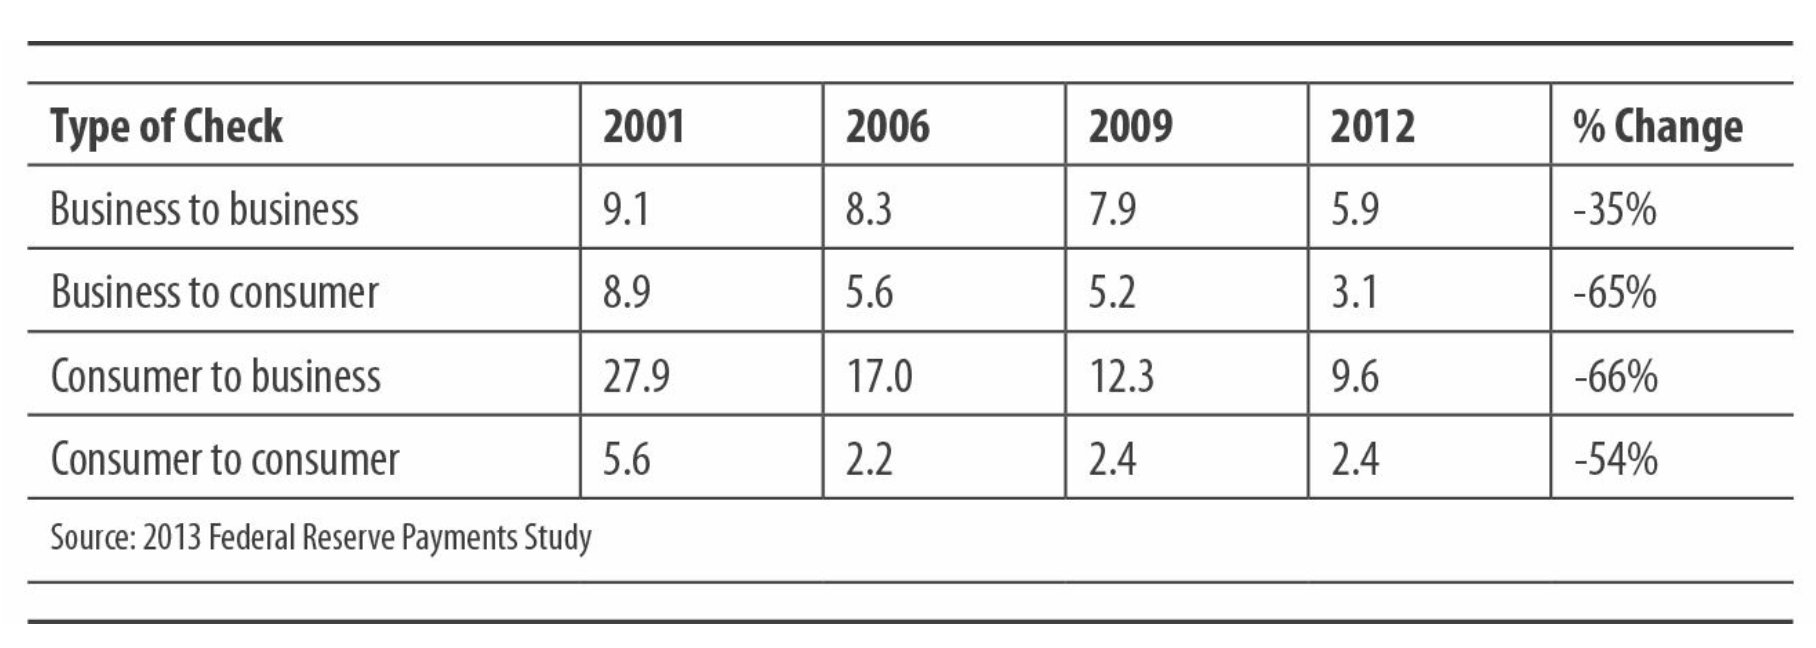 Type of Check 2001 2006 2009 2012 % Change
Business to business 9.1 8.3 7.9 5.9 -35%
Business to consumer 8.9 5.6 5.2 3.1 -65%
Consumer to business 27.9 17.0 12.3 9.6 -66%
Consumer to consumer 5.6 2.2 2.4 2.4 -54%
Source: 2013 Federal Reserve Payments Study